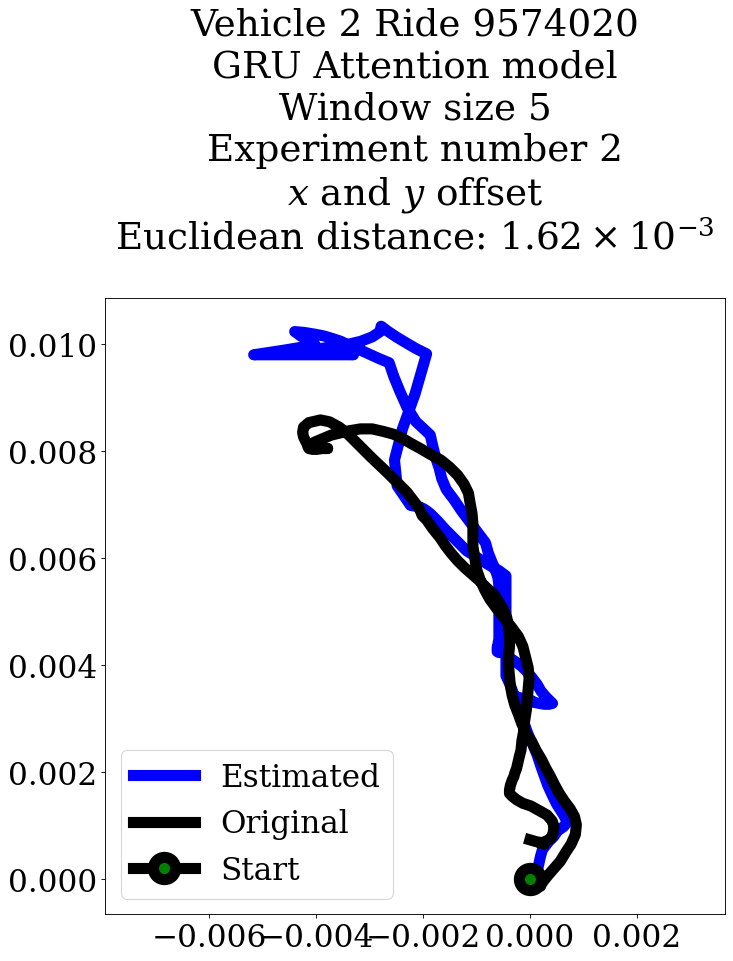 Vehicle 2 Ride 9574020
GRU Attention model
Window size 5
Experiment number 2
x and y offset
Euclidean distance: 1.62 × 10⁻³
0.010
0.008
0.006
0.004
0.002
0.000
Estimated
Original
Start
−0.006 −0.004 −0.002 0.000 0.002